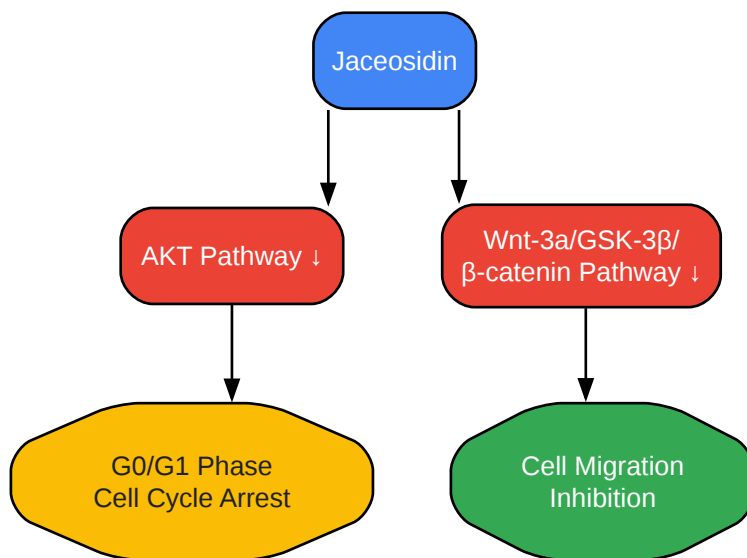 Jaceosidin
AKT Pathway ↓
Wnt-3a/GSK-3β/
β-catenin Pathway ↓
G0/G1 Phase
Cell Cycle Arrest
Cell Migration
Inhibition